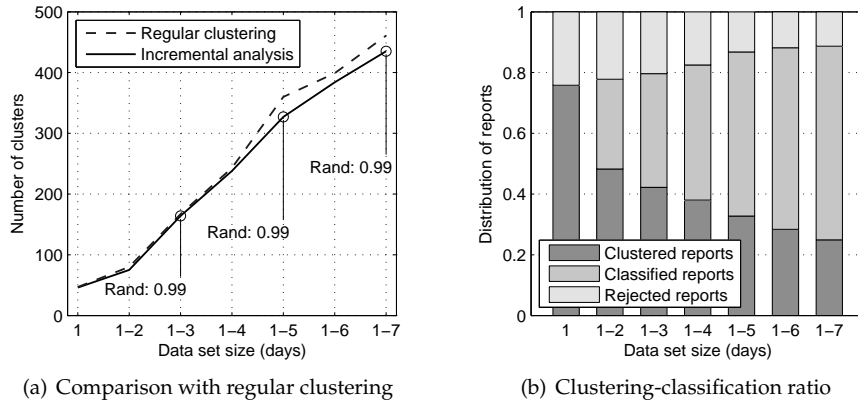 500
400
300
200
100
0
Number of clusters
Regular clustering
Incremental analysis
Rand: 0.99
Rand: 0.99
Rand: 0.99
1 1−2 1−3 1−4 1−5 1−6 1−7
Data set size (days)
(a) Comparison with regular clustering
1
0.8
0.6
0.4
0.2
0
Distribution of reports
Clustered reports
Classified reports
Rejected reports
1 1−2 1−3 1−4 1−5 1−6 1−7
Data set size (days)
(b) Clustering-classification ratio